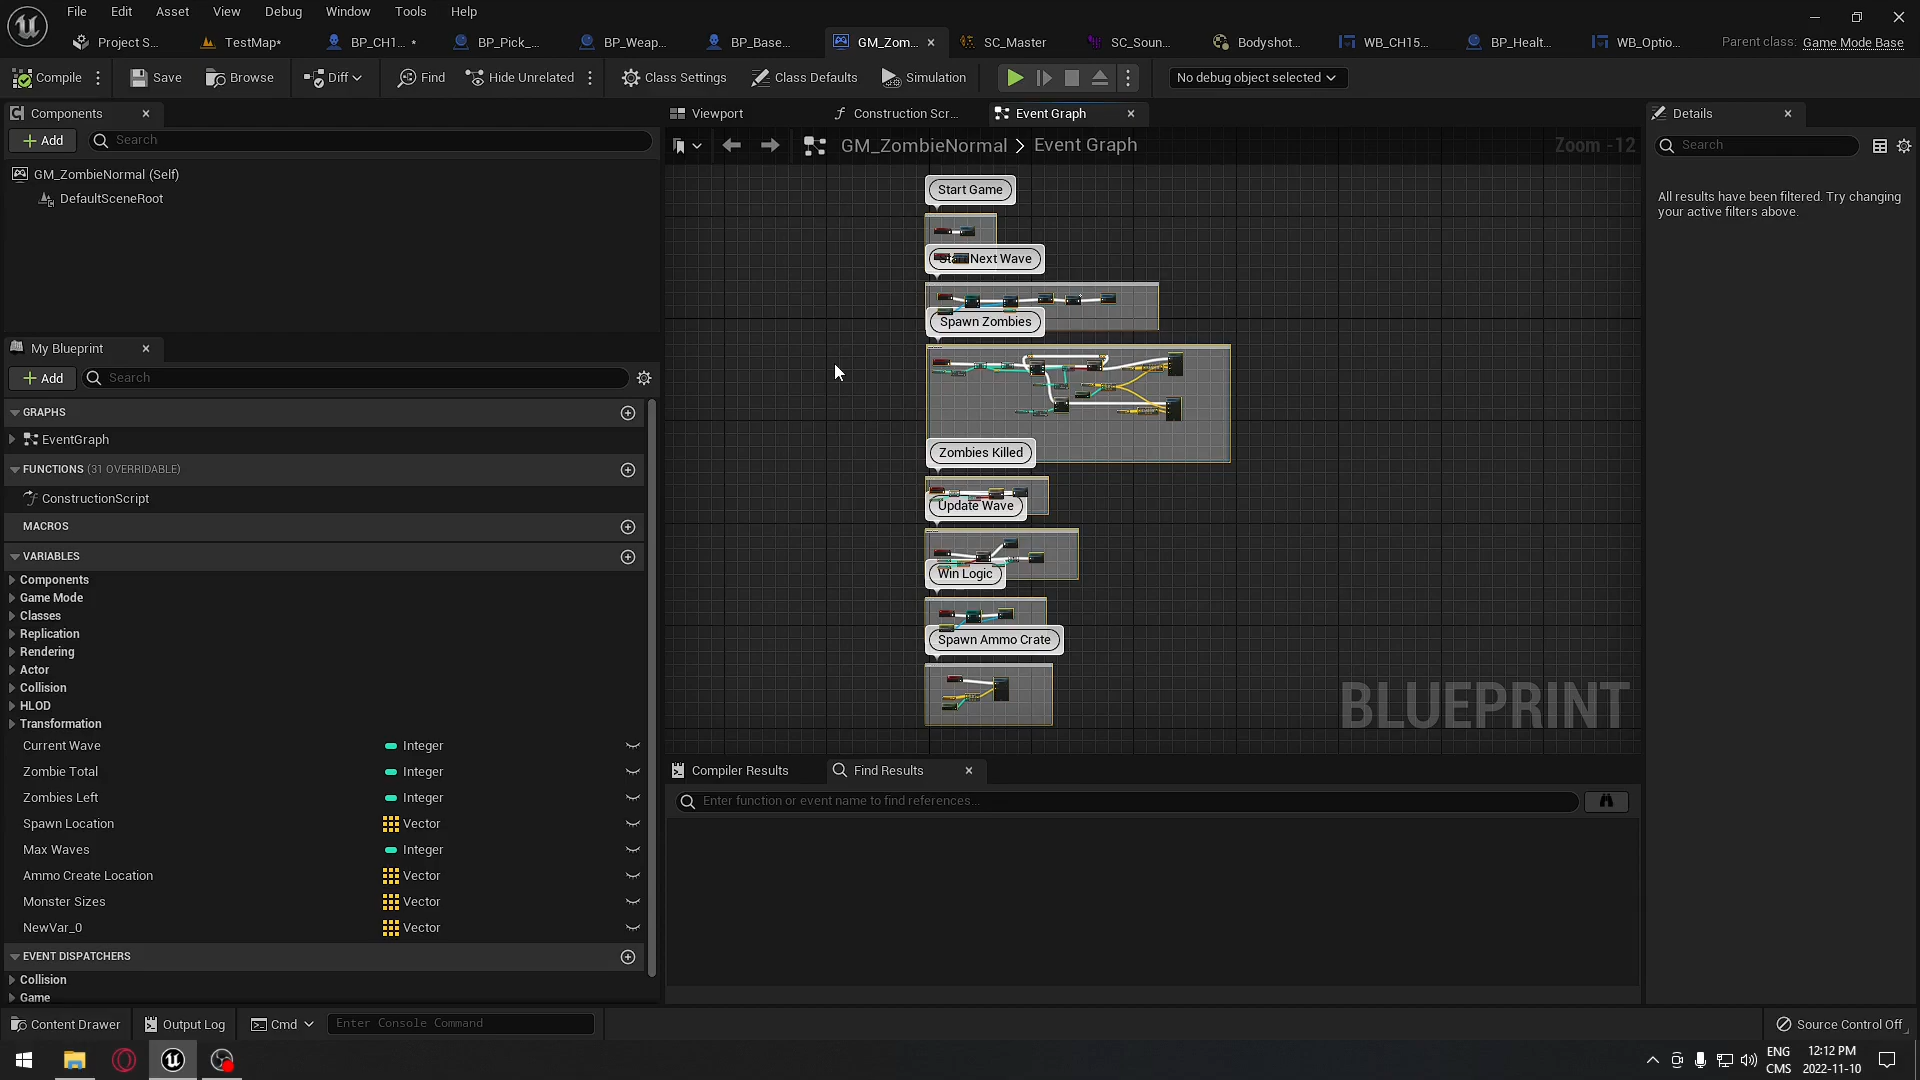 File Edit Asset View Debug Window Tools Help
Project S... TestMap* BP_CH1... * BP_Pick_... BP_Weap... BP_Base... GM_Zom... SC_Master SC_Soun... Bodyshot... WB_CH15... BP_Healt... WB_Optio... Parent class: Game Mode Base
Compile Save Browse Diff Find Hide Unrelated Class Settings Class Defaults Simulation No debug object selected
Components
Add Search
GM_ZombieNormal (Self)
DefaultSceneRoot
My Blueprint
Add Search
GRAPHS
EventGraph
FUNCTIONS (31 OVERRIDABLE)
ConstructionScript
MACROS
VARIABLES
Components
Game Mode
Classes
Replication
Rendering
Actor
Collision
HLOD
Transformation
Current Wave Integer
Zombie Total Integer
Zombies Left Integer
Spawn Location Vector
Max Waves Integer
Ammo Create Location Vector
Monster Sizes Vector
NewVar_0 Vector
EVENT DISPATCHERS
Collision
Game
Viewport Construction Scr... Event Graph
GM_ZombieNormal > Event Graph Zoom -12
Start Game
Start Next Wave
Spawn Zombies
Zombies Killed
Update Wave
Win Logic
Spawn Ammo Crate
BLUEPRINT
Compiler Results Find Results
Enter function or event name to find references...
Details
Search
All results have been filtered. Try changing
your active filters above.
Content Drawer Output Log Cmd Enter Console Command Source Control Off
ENG
CMS
12:12 PM
2022-11-10